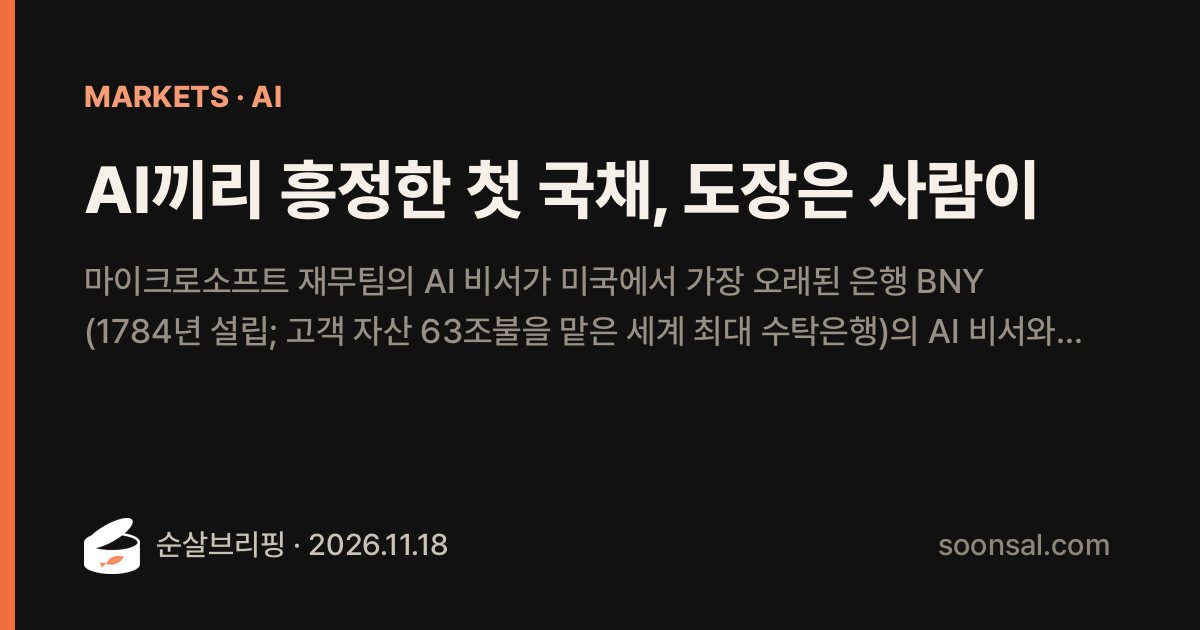 MARKETS · AI
AI끼리 흥정한 첫 국채, 도장은 사람이
마이크로소프트 재무팀의 AI 비서가 미국에서 가장 오래된 은행 BNY
(1784년 설립; 고객 자산 63조불을 맡은 세계 최대 수탁은행)의 AI 비서와...
순살브리핑 · 2026.11.18
soonsal.com